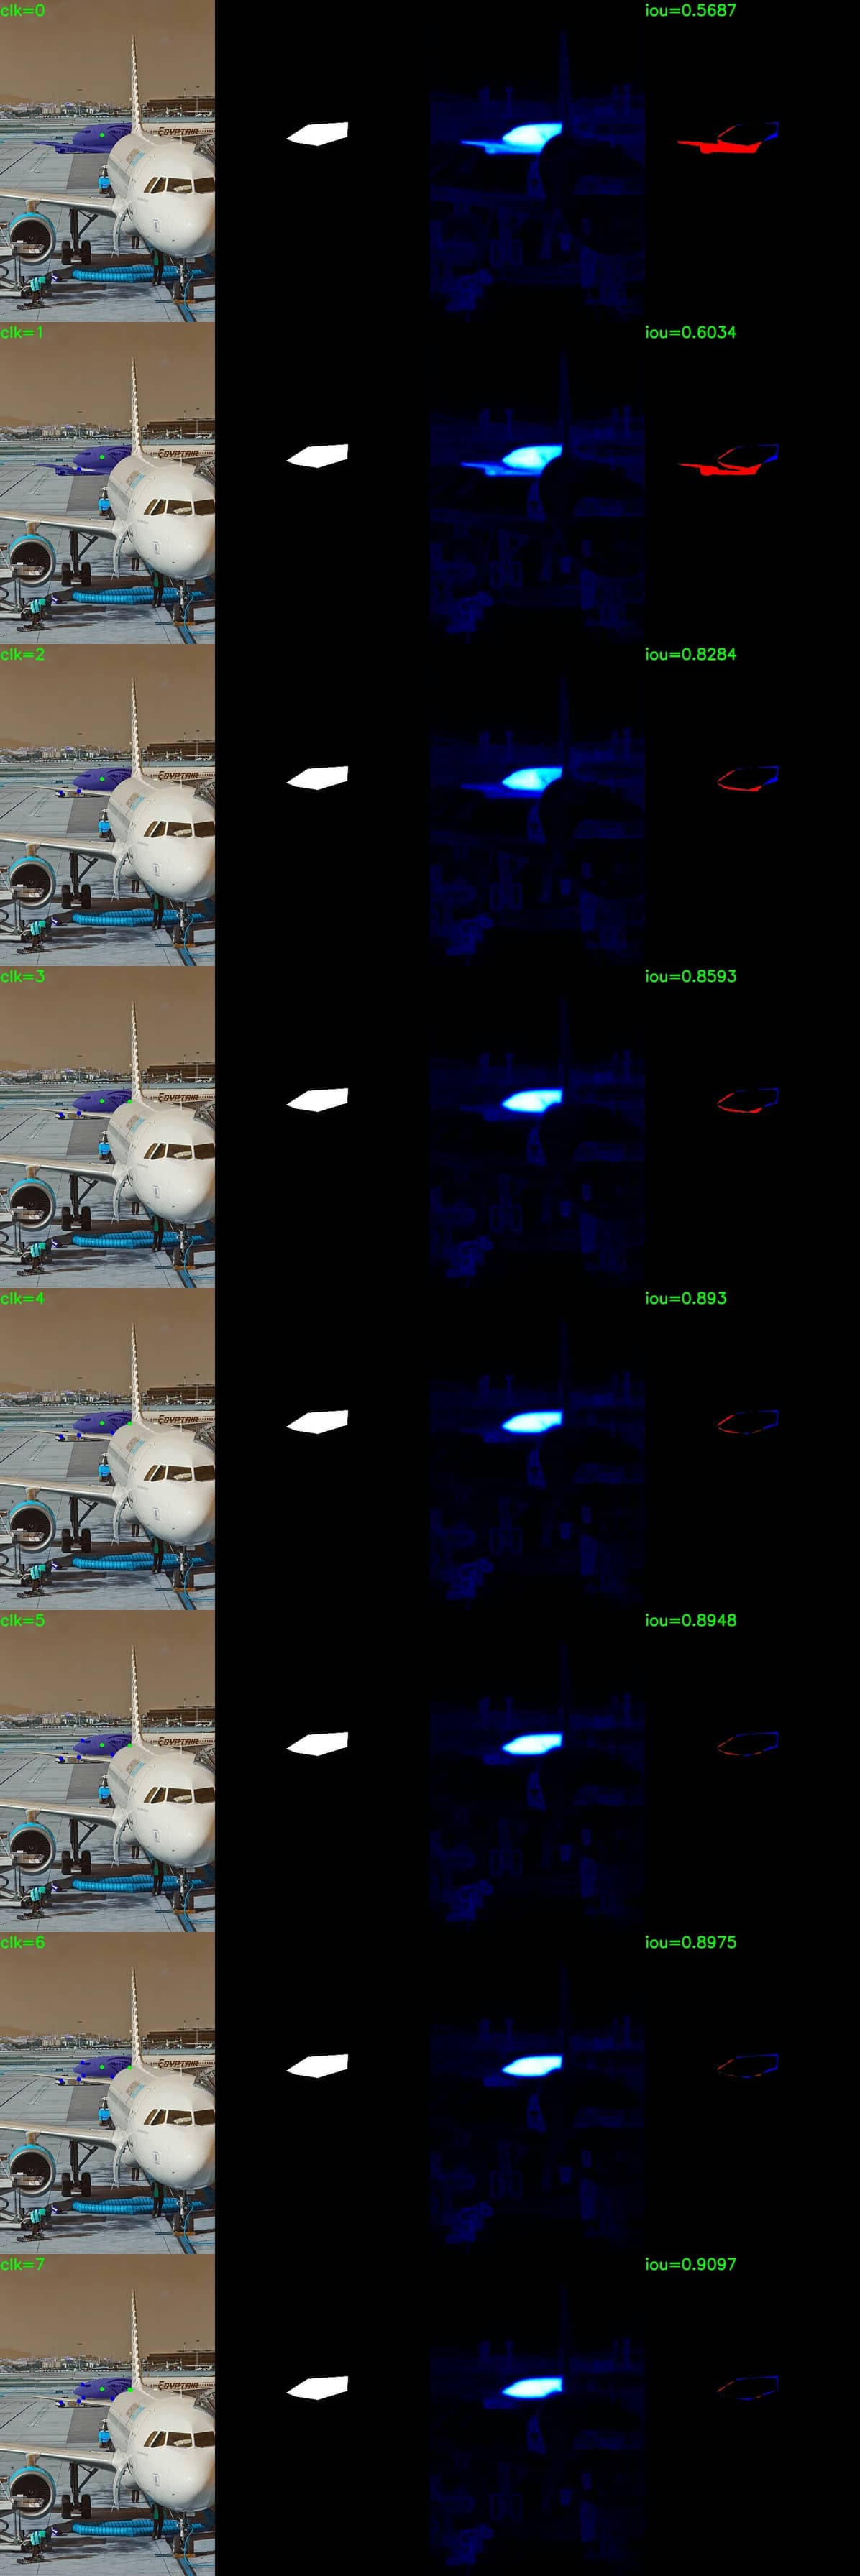 clk=0 iou=0.5687
EGYPTAIR
clk=1 iou=0.6034
EGYPTAIR
clk=2 iou=0.8284
EGYPTAIR
clk=3 iou=0.8593
EGYPTAIR
clk=4 iou=0.893
EGYPTAIR
clk=5 iou=0.8948
EGYPTAIR
clk=6 iou=0.8975
EGYPTAIR
clk=7 iou=0.9097
EGYPTAIR